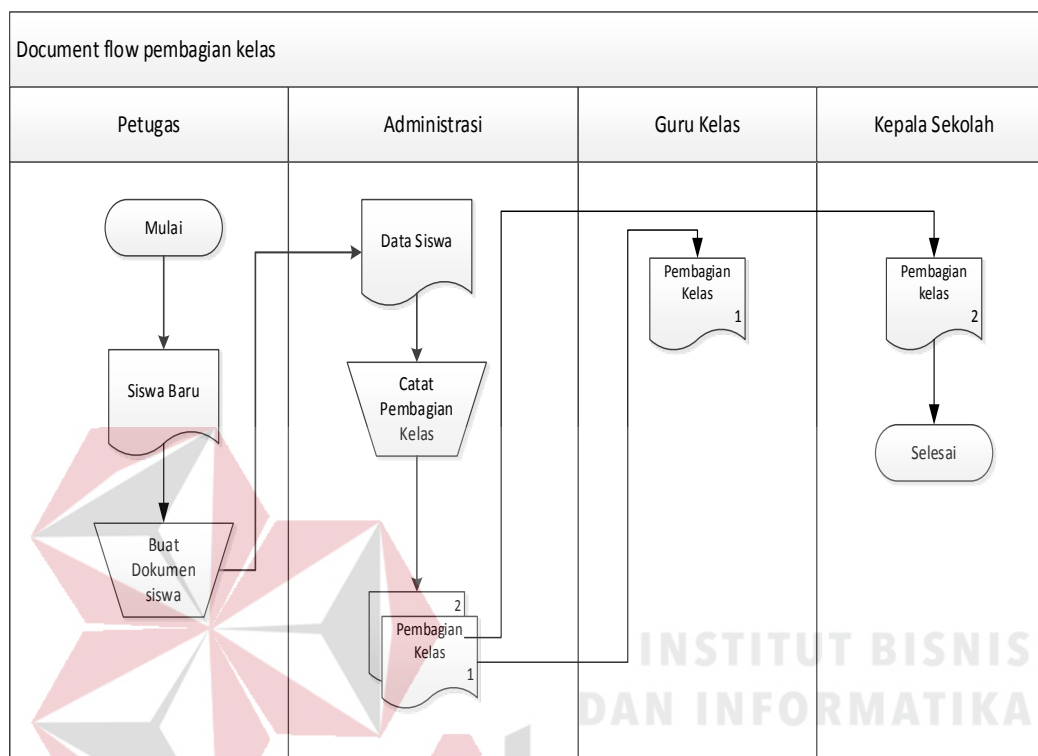 Document flow pembagian kelas
Petugas
Administrasi
Guru Kelas
Kepala Sekolah
Mulai
Siswa Baru
Buat
Dokumen
siswa
Data Siswa
Catat
Pembagian
Kelas
2
Pembagian
Kelas
1
Pembagian
Kelas
1
Pembagian
kelas
2
Selesai
INSTITUT BISNIS
DAN INFORMATIKA